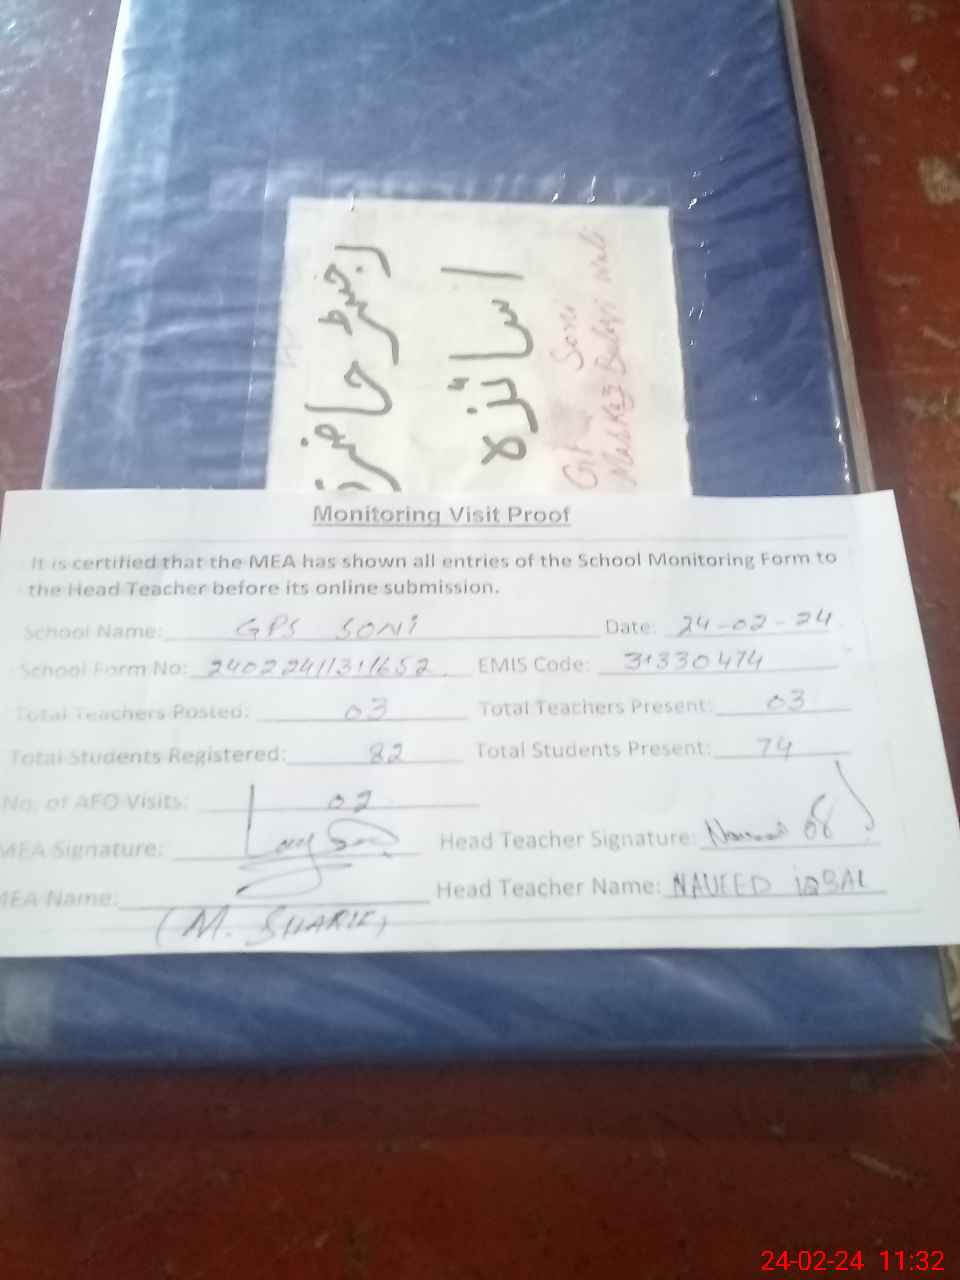 رجسٹر حاضری
اساتذہ
GPS Soni
Markaz
Monitoring Visit Proof
It is certified that the MEA has shown all entries of the School Monitoring Form to
the Head Teacher before its online submission.
School Name: GPS SONI Date: 24-02-24
School Form No: 24022411311652 EMIS Code: 31330474
Total Teachers Posted: 03 Total Teachers Present: 03
Total Students Registered: 82 Total Students Present: 74
No. of AFO Visits: 02
MEA Signature: Head Teacher Signature:
MEA Name: Head Teacher Name: NAVEED IQBAL
(M. SHARIF)
24-02-24 11:32